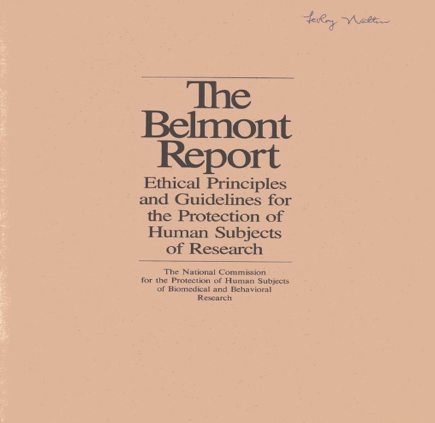 LeRoy Walters
The
Belmont
Report
Ethical Principles
and Guidelines for
the Protection of
Human Subjects
of Research
The National Commission
for the Protection of Human Subjects
of Biomedical and Behavioral
Research